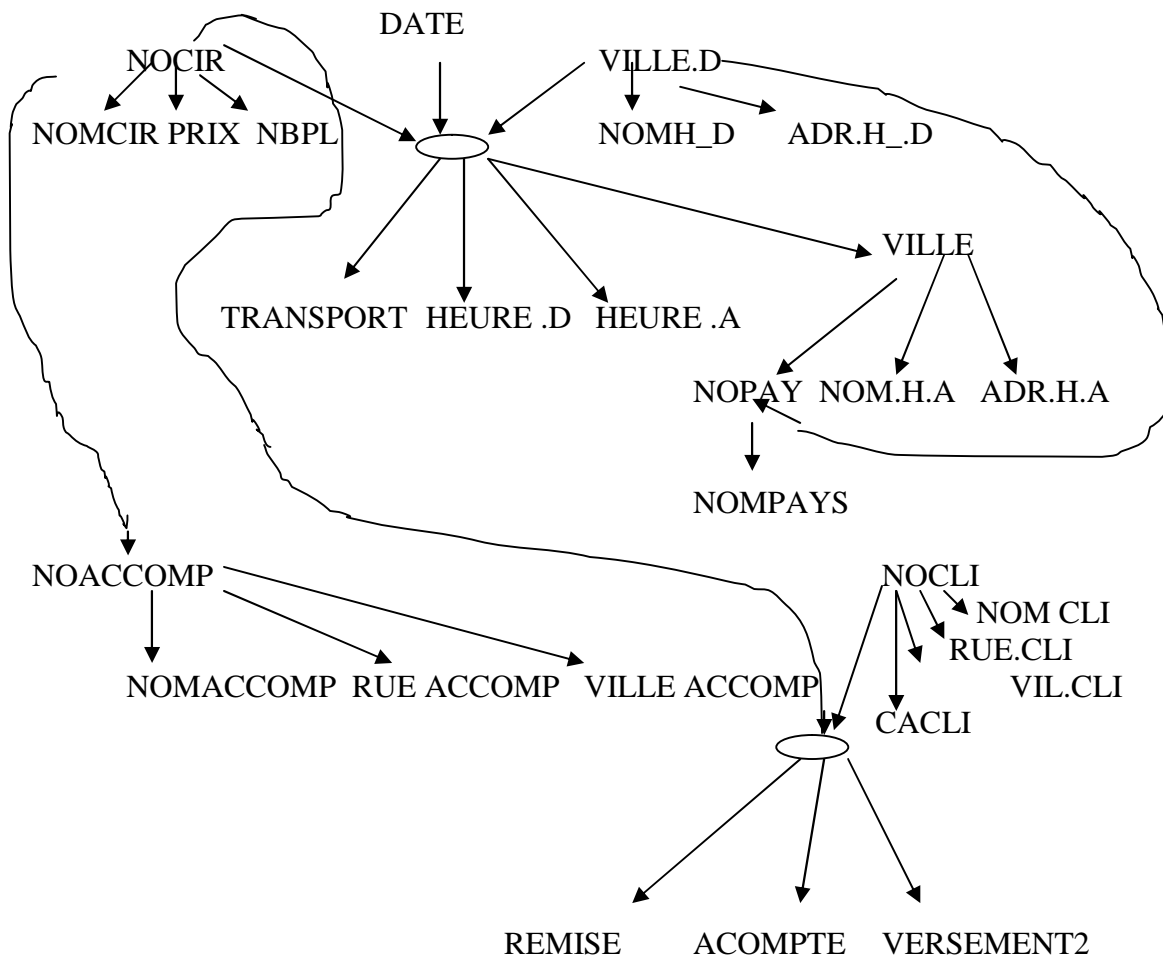 DATE
NOCIR VILLE.D
NOMCIR PRIX NBPL NOMH_D ADR.H_.D
VILLE
TRANSPORT HEURE .D HEURE .A
NOPAY NOM.H.A ADR.H.A
NOMPAYS
NOACCOMP NOCLI
NOM CLI
RUE.CLI
NOMACCOMP RUE ACCOMP VILLE ACCOMP VIL.CLI
CACLI
REMISE ACOMPTE VERSEMENT2